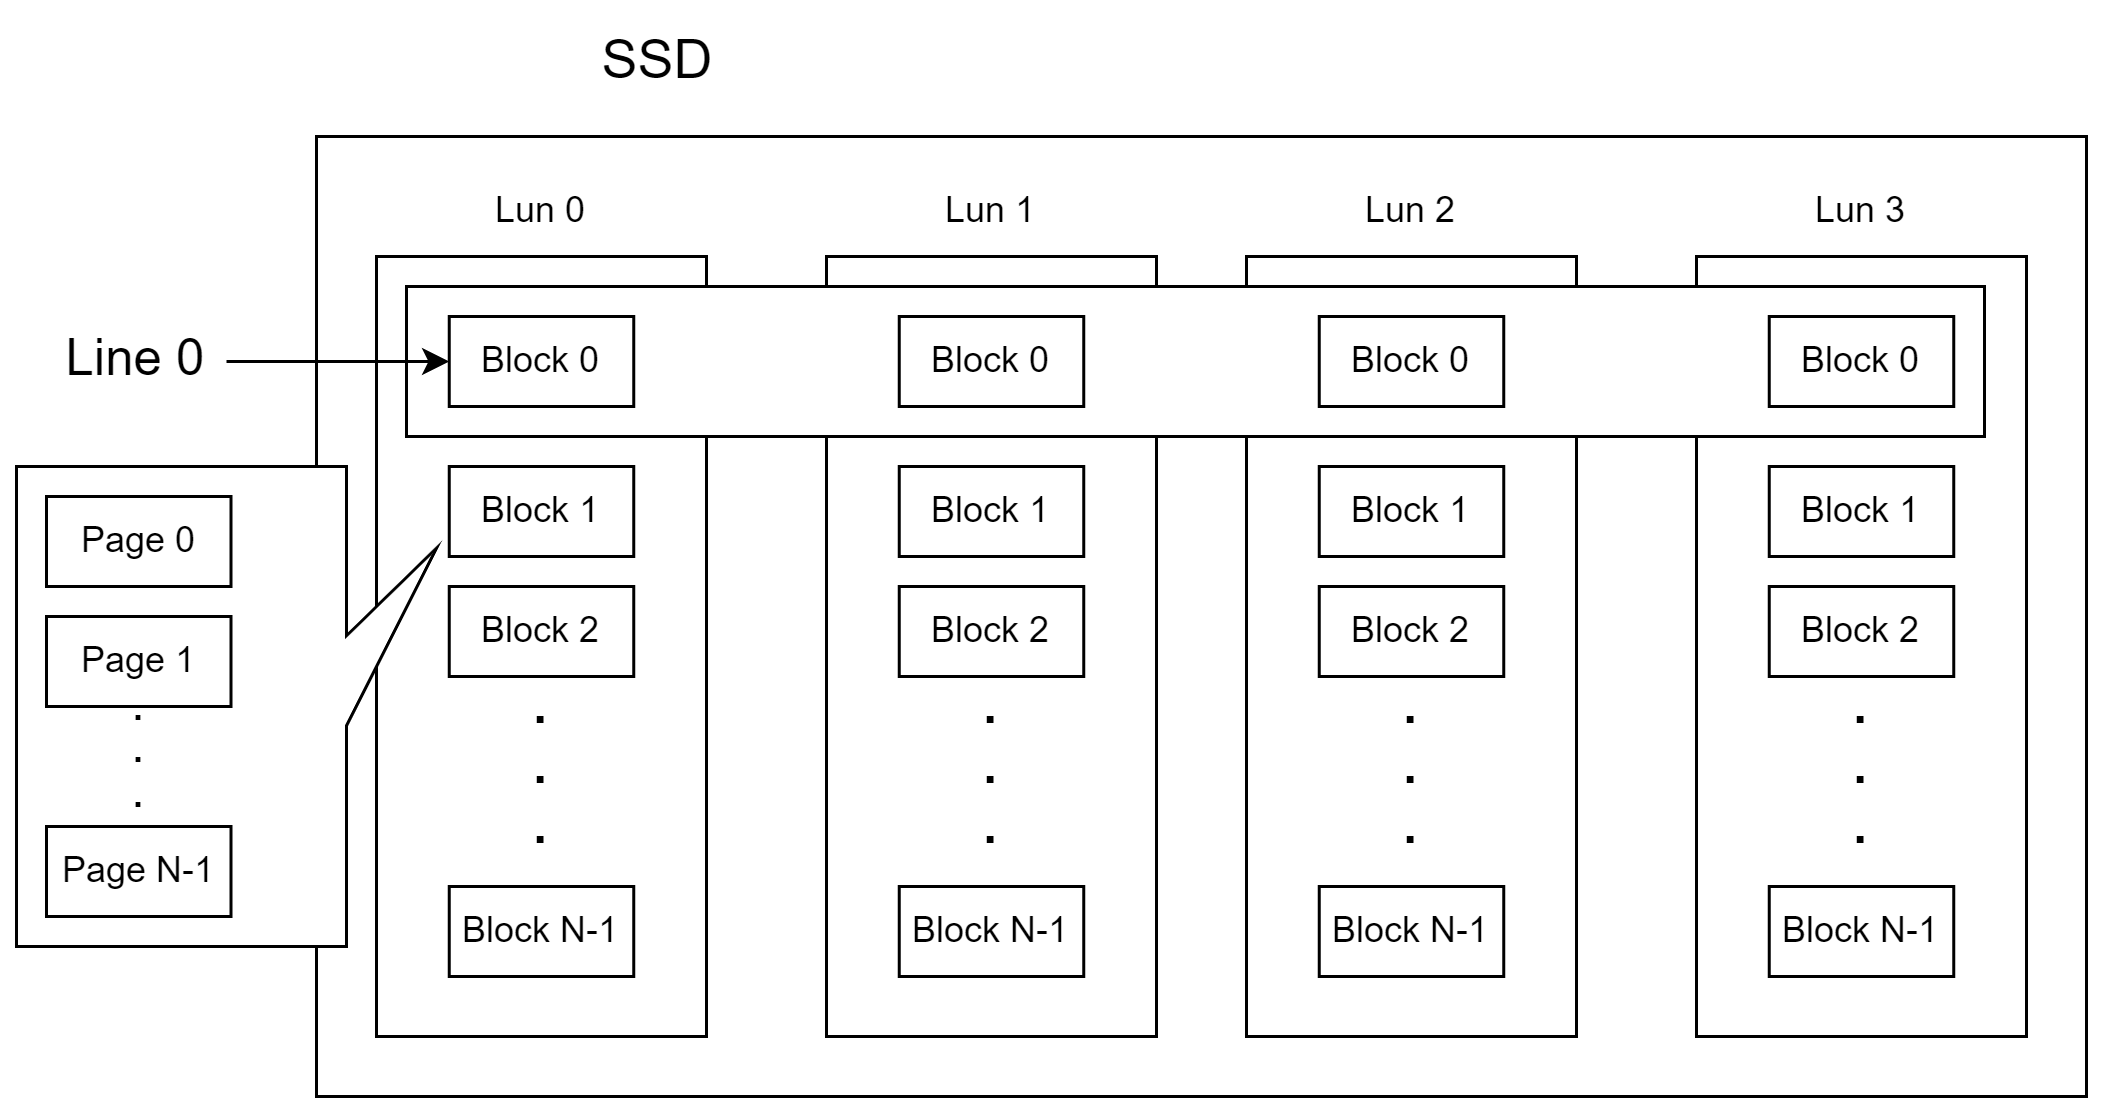 SSD
Lun 0
Lun 1
Lun 2
Lun 3
Line 0
Block 0
Block 0
Block 0
Block 0
Block 1
Block 1
Block 1
Block 1
Block 2
Block 2
Block 2
Block 2
.
.
.
.
.
.
.
.
.
.
.
.
Block N-1
Block N-1
Block N-1
Block N-1
Page 0
Page 1
.
.
.
Page N-1